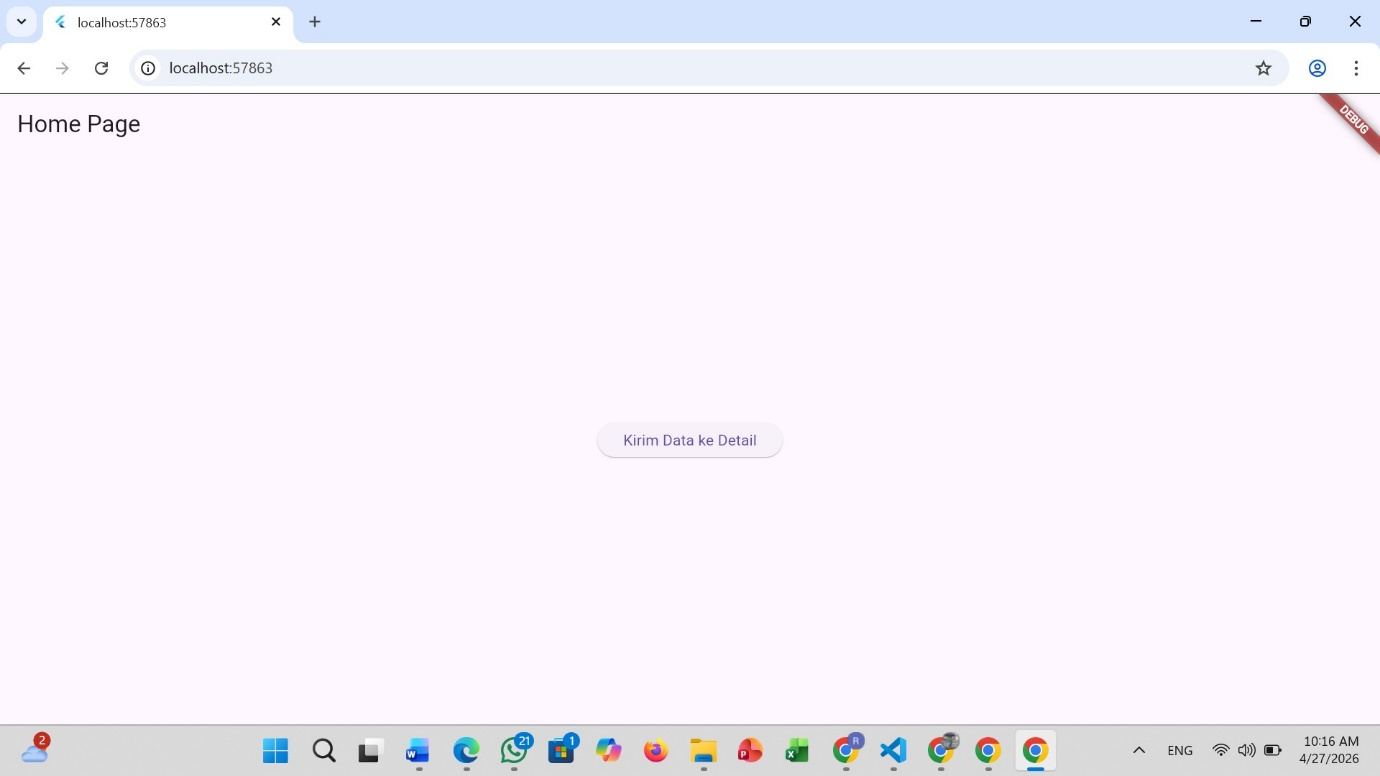 localhost:57863
localhost:57863
Home Page
DEBUG
Kirim Data ke Detail
2
W
21
1
P
X
R
ENG
10:16 AM
4/27/2026